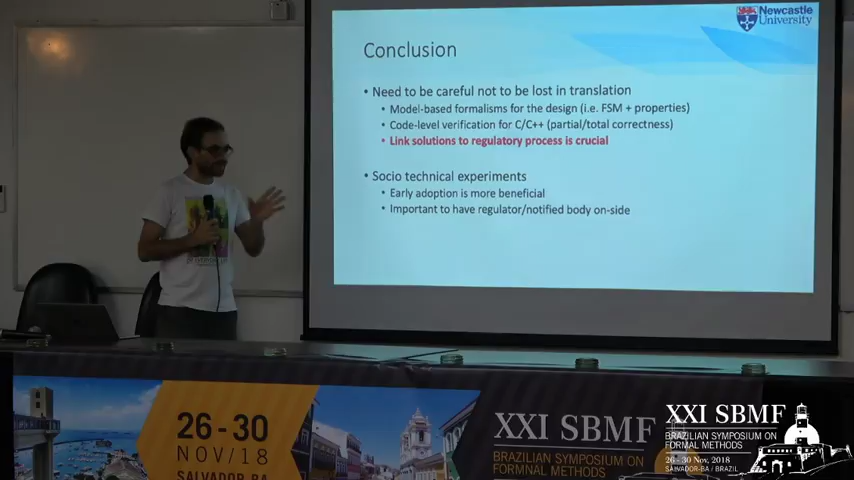 Newcastle
University
Conclusion
• Need to be careful not to be lost in translation
• Model-based formalisms for the design (i.e. FSM + properties)
• Code-level verification for C/C++ (partial/total correctness)
• Link solutions to regulatory process is crucial
• Socio technical experiments
• Early adoption is more beneficial
• Important to have regulator/notified body on-side
26-30
NOV/18
SALVADOR-BA
XXI SBMF
BRAZILIAN SYMPOSIUM ON
FORMNAL METHODS
XXI SBMF
BRAZILIAN SYMPOSIUM ON
FORMAL METHODS
26 - 30 Nov, 2018
SALVADOR-BA / BRAZIL